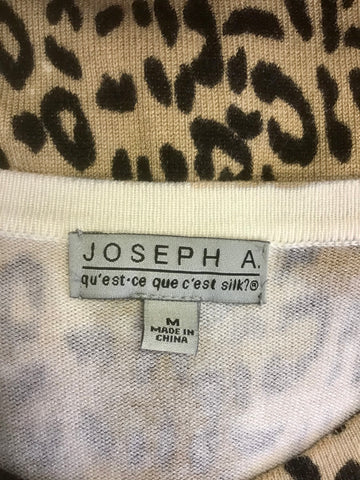 JOSEPH A.
qu'est-ce que c'est silk?®
M
MADE IN
CHINA